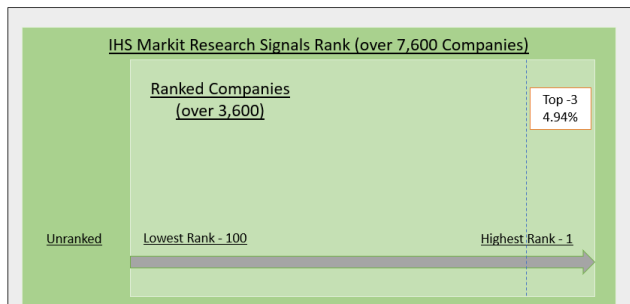 IHS Markit Research Signals Rank (over 7,600 Companies)
Ranked Companies
(over 3,600)
Top -3
4.94%
Unranked
Lowest Rank - 100
Highest Rank - 1